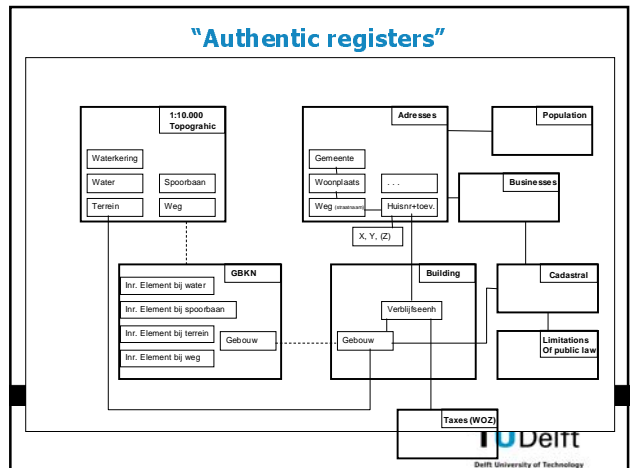 “Authentic registers”
1:10.000
Topograhic
Waterkering
Water
Spoorbaan
Terrein
Weg
Adresses
Gemeente
Woonplaats
. . .
Weg (straatnaam)
Huisnr+toev.
X, Y, (Z)
Population
Businesses
GBKN
Inr. Element bij water
Inr. Element bij spoorbaan
Inr. Element bij terrein
Inr. Element bij weg
Gebouw
Building
Verblijfseenh
Gebouw
Cadastral
Limitations
Of public law
Taxes (WOZ)
TUDelft
Delft University of Technology